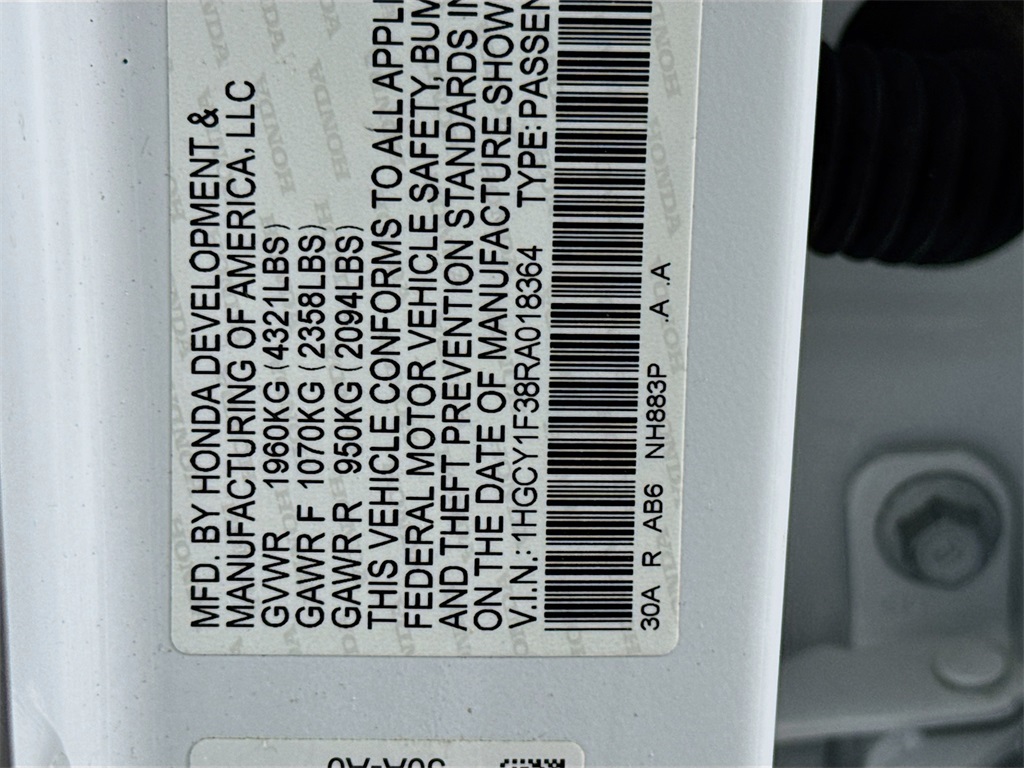 MFD. BY HONDA DEVELOPMENT &
MANUFACTURING OF AMERICA, LLC
GVWR 1960KG (4321LBS)
GAWR F 1070KG (2358LBS)
GAWR R 950KG (2094LBS)
THIS VEHICLE CONFORMS TO ALL APPLI
FEDERAL MOTOR VEHICLE SAFETY, BUM
AND THEFT PREVENTION STANDARDS IN
ON THE DATE OF MANUFACTURE SHOW
V.I.N.: 1HGCY1F38RA018364 TYPE: PASSEN
30A R AB6 NH883P .A .A